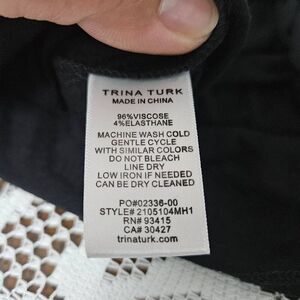 TRINA TURK
MADE IN CHINA
96%VISCOSE
4%ELASTHANE
MACHINE WASH COLD
GENTLE CYCLE
WITH SIMILAR COLORS
DO NOT BLEACH
LINE DRY
LOW IRON IF NEEDED
CAN BE DRY CLEANED
PO#02336-00
STYLE# 2105104MH1
RN# 93415
CA# 30427
trinaturk.com